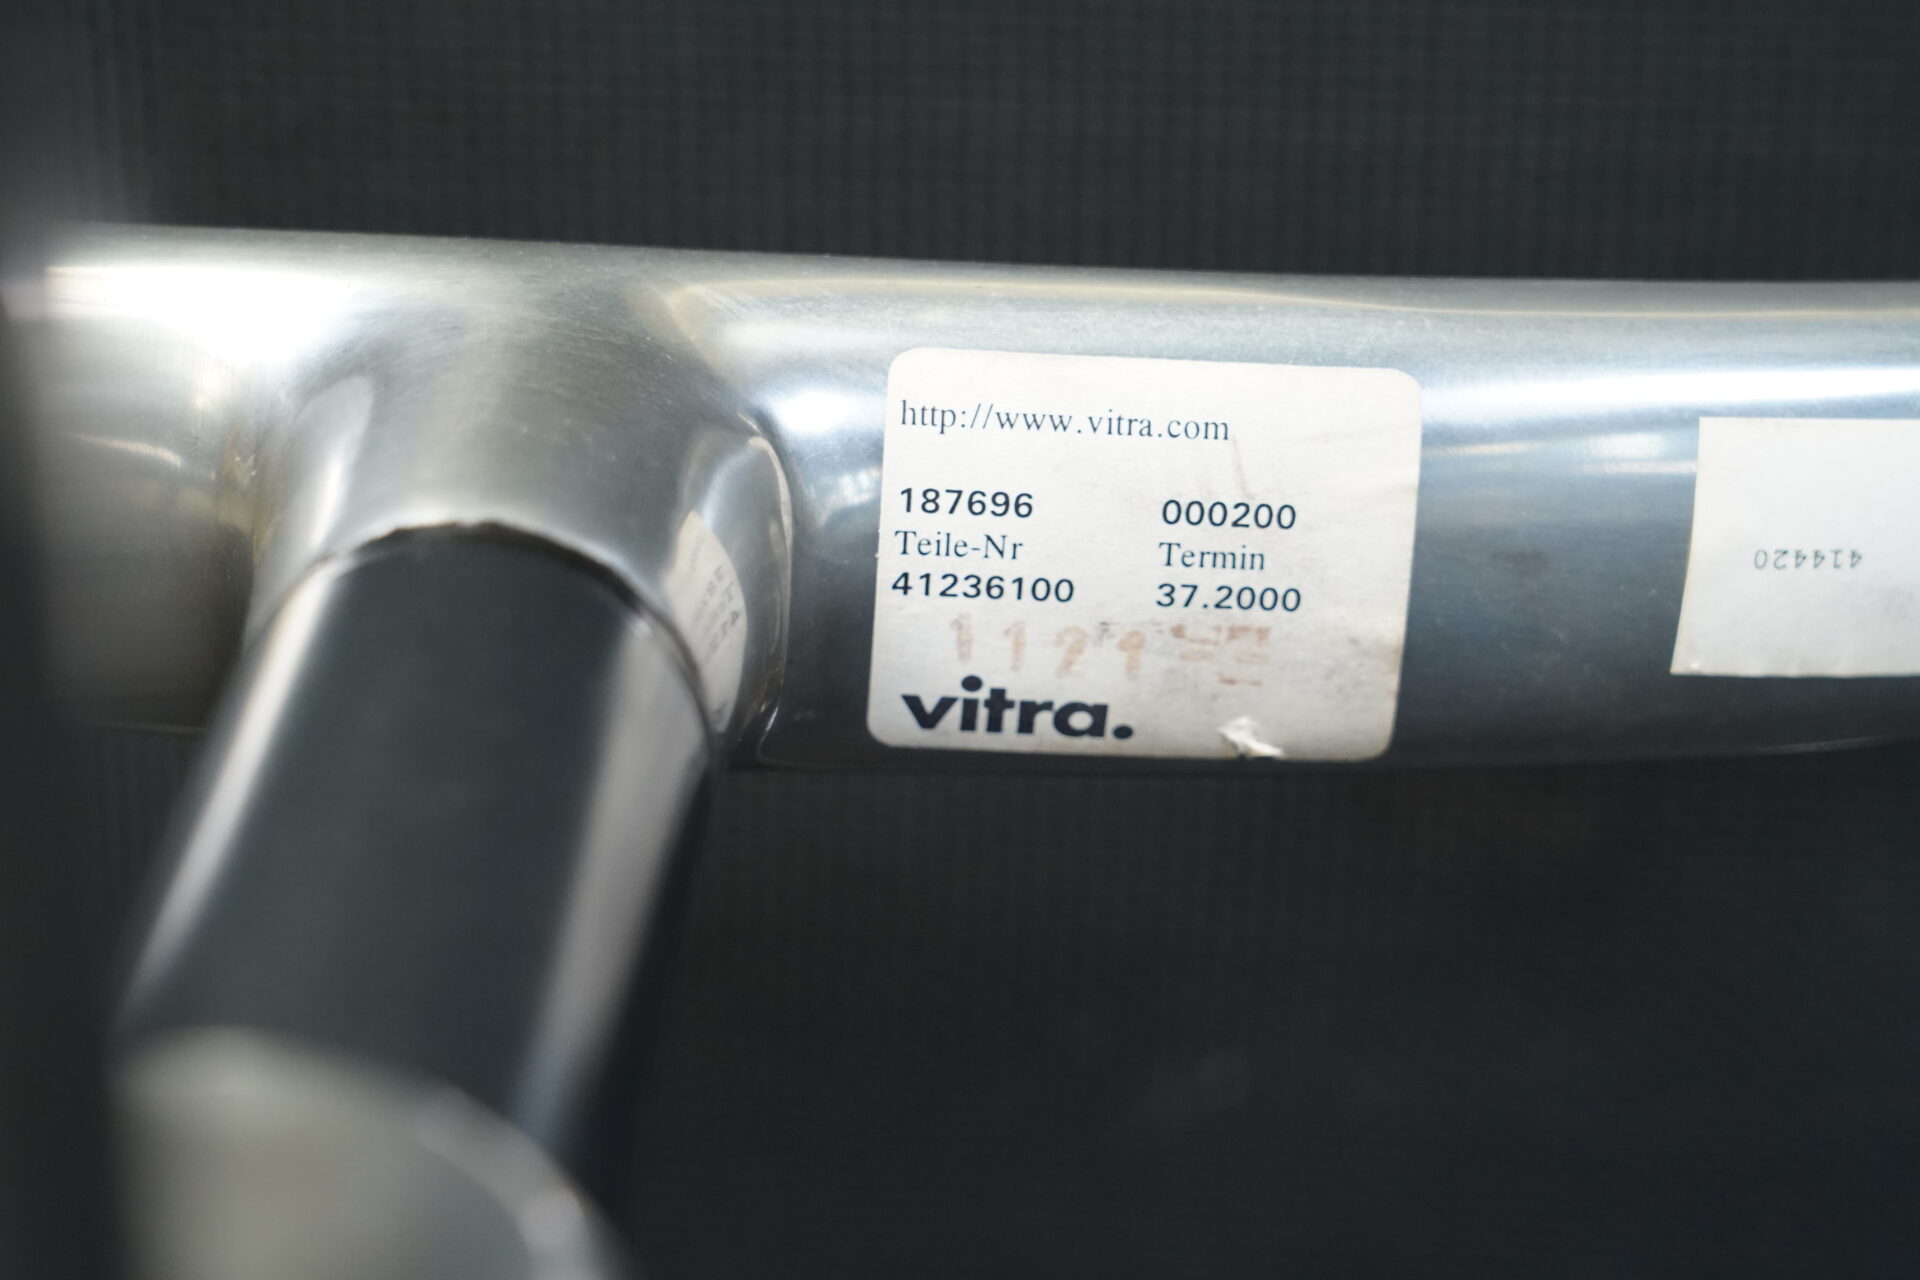 http://www.vitra.com
187696 000200
Teile-Nr Termin
41236100 37.2000
vitra.
414420